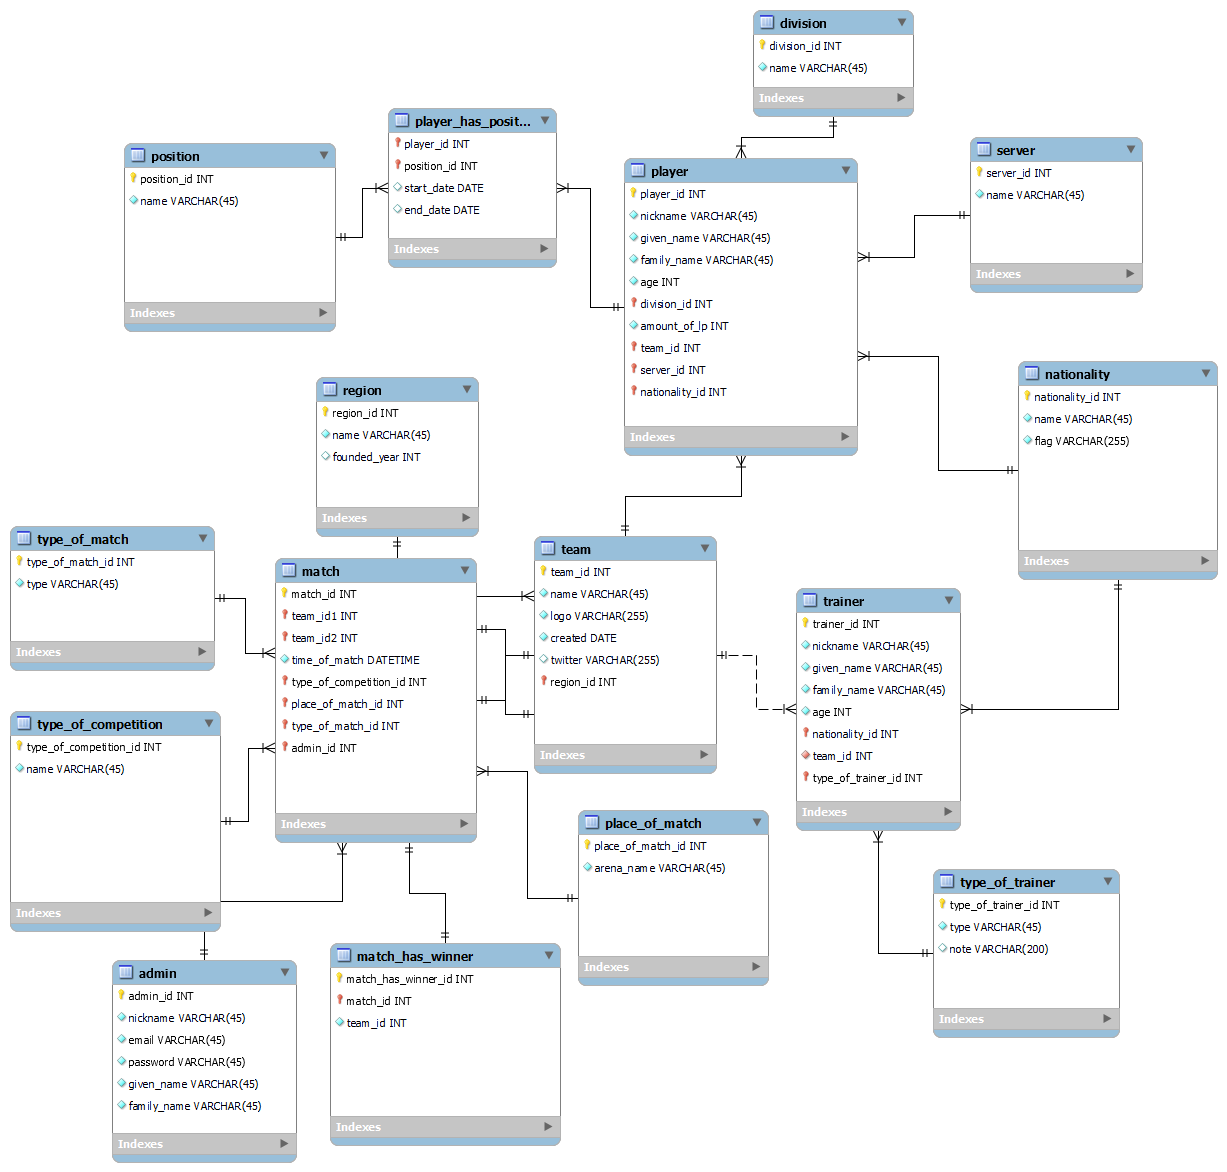 division
division_id INT
name VARCHAR(45)
Indexes
player_has_posit...
player_id INT
position_id INT
start_date DATE
end_date DATE
Indexes
position
position_id INT
name VARCHAR(45)
Indexes
player
player_id INT
nickname VARCHAR(45)
given_name VARCHAR(45)
family_name VARCHAR(45)
age INT
division_id INT
amount_of_lp INT
team_id INT
server_id INT
nationality_id INT
Indexes
server
server_id INT
name VARCHAR(45)
Indexes
region
region_id INT
name VARCHAR(45)
founded_year INT
Indexes
nationality
nationality_id INT
name VARCHAR(45)
flag VARCHAR(255)
Indexes
type_of_match
type_of_match_id INT
type VARCHAR(45)
Indexes
match
match_id INT
team_id1 INT
team_id2 INT
time_of_match DATETIME
type_of_competition_id INT
place_of_match_id INT
type_of_match_id INT
admin_id INT
Indexes
team
team_id INT
name VARCHAR(45)
logo VARCHAR(255)
created DATE
twitter VARCHAR(255)
region_id INT
Indexes
trainer
trainer_id INT
nickname VARCHAR(45)
given_name VARCHAR(45)
family_name VARCHAR(45)
age INT
nationality_id INT
team_id INT
type_of_trainer_id INT
Indexes
type_of_competition
type_of_competition_id INT
name VARCHAR(45)
Indexes
place_of_match
place_of_match_id INT
arena_name VARCHAR(45)
Indexes
type_of_trainer
type_of_trainer_id INT
type VARCHAR(45)
note VARCHAR(200)
Indexes
admin
admin_id INT
nickname VARCHAR(45)
email VARCHAR(45)
password VARCHAR(45)
given_name VARCHAR(45)
family_name VARCHAR(45)
Indexes
match_has_winner
match_has_winner_id INT
match_id INT
team_id INT
Indexes